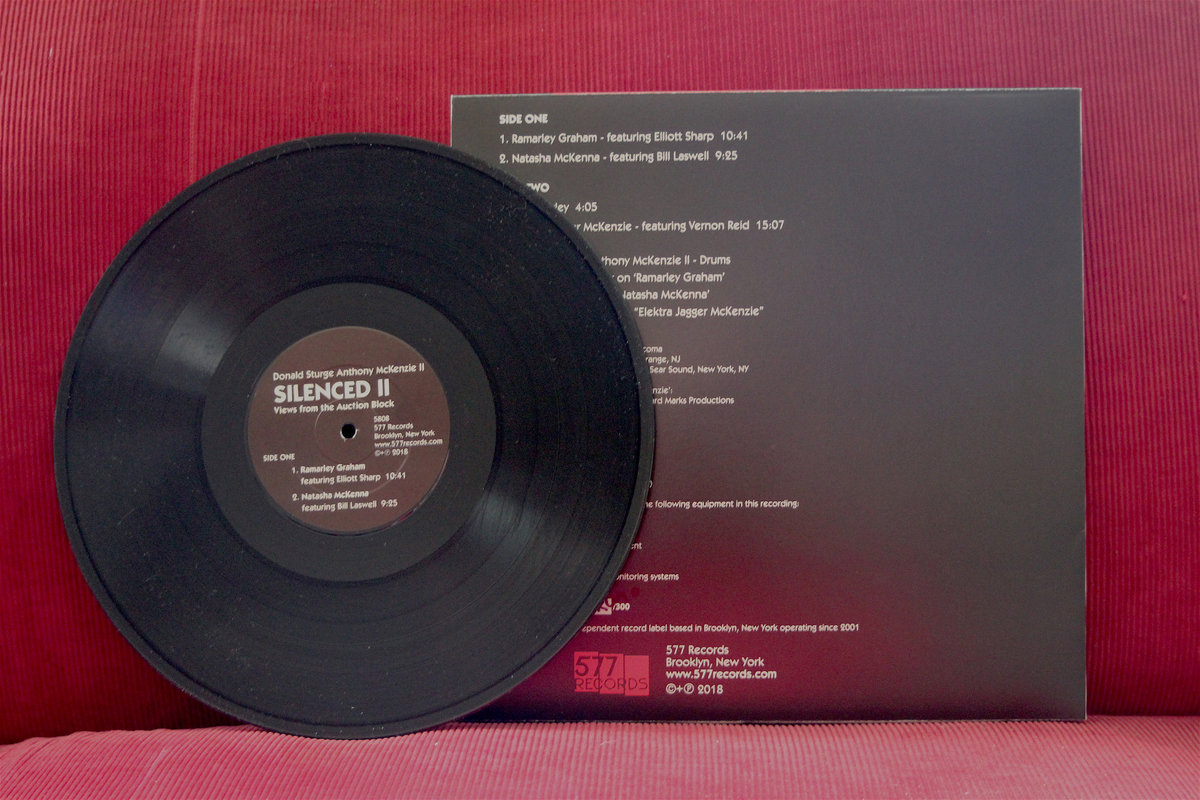 SIDE ONE
1. Ramarley Graham - featuring Elliott Sharp 10:41
2. Natasha McKenna - featuring Bill Laswell 9:25
TWO
4:05
McKenzie - featuring Vernon Reid 15:07
McKenzie II - Drums
on 'Ramarley Graham'
Natasha McKenna'
"Elektra Jagger McKenzie"
NJ
Sear Sound, New York, NY
Marks Productions
following equipment in this recording:
monitoring systems
/300
independent record label based in Brooklyn, New York operating since 2001
577
RECORDS
577 Records
Brooklyn, New York
www.577records.com
©+℗ 2018
Donald Sturge Anthony McKenzie II
SILENCED II
Views from the Auction Block
5808
577 Records
Brooklyn, New York
www.577records.com
©+℗ 2018
SIDE ONE
1. Ramarley Graham
featuring Elliott Sharp 10:41
2. Natasha McKenna
featuring Bill Laswell 9:25